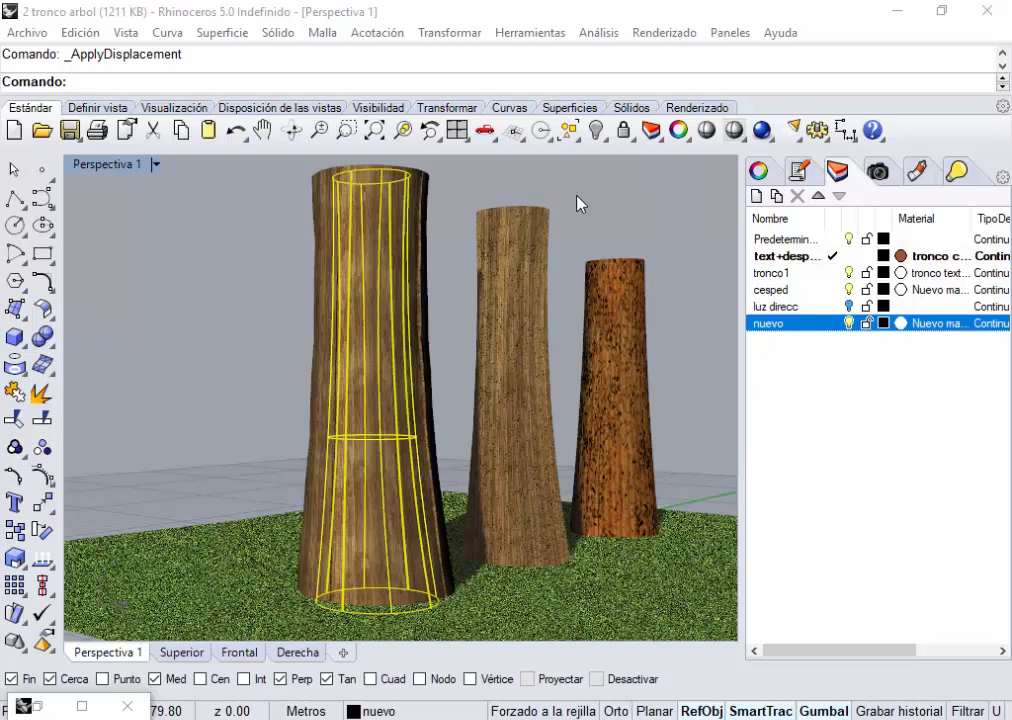 2 tronco arbol (1211 KB) - Rhinoceros 5.0 Indefinido - [Perspectiva 1]
Archivo Edición Vista Curva Superficie Sólido Malla Acotación Transformar Herramientas Análisis Renderizado Paneles Ayuda
Comando: _ApplyDisplacement
Comando:
Estándar Definir vista Visualización Disposición de las vistas Visibilidad Transformar Curvas Superficies Sólidos Renderizado
Perspectiva 1
Nombre Material TipoDe
Predetermin... Continu
text+desp... tronco c... Contin
tronco1 tronco text... Continu
cesped Nuevo ma... Continu
luz direcc Continu
nuevo Nuevo ma... Continu
Perspectiva 1 Superior Frontal Derecha
Fin Cerca Punto Med Cen Int Perp Tan Cuad Nodo Vértice Proyectar Desactivar
79.80 z 0.00 Metros nuevo Forzado a la rejilla Orto Planar RefObj SmartTrac Gumbal Grabar historial Filtrar U